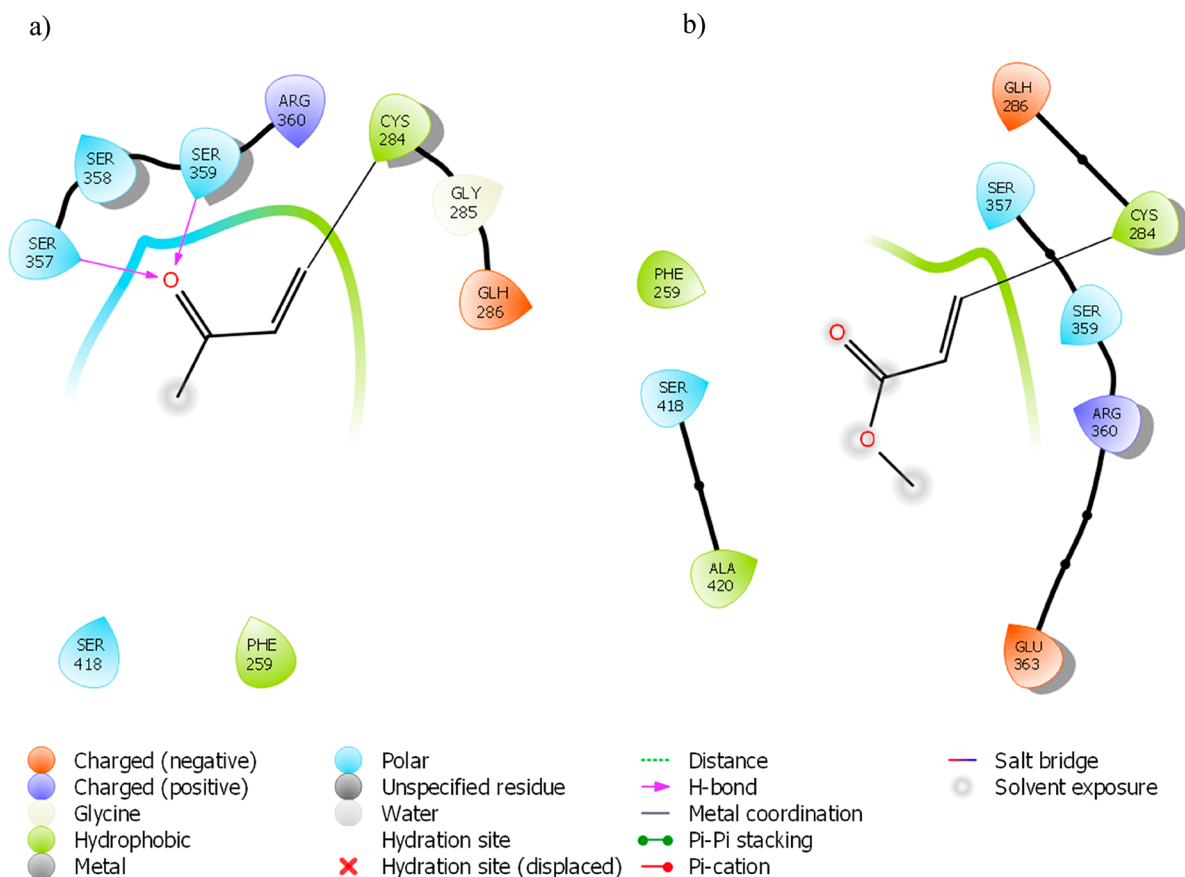 a)
ARG
360
SER
359
SER
358
SER
357
O
CYS
284
GLY
285
GLH
286
SER
418
PHE
259
b)
GLH
286
SER
357
CYS
284
PHE
259
SER
359
O
O
SER
418
ARG
360
ALA
420
GLU
363
Charged (negative)
Charged (positive)
Glycine
Hydrophobic
Metal
Polar
Unspecified residue
Water
Hydration site
Hydration site (displaced)
Distance
H-bond
Metal coordination
Pi-Pi stacking
Pi-cation
Salt bridge
Solvent exposure